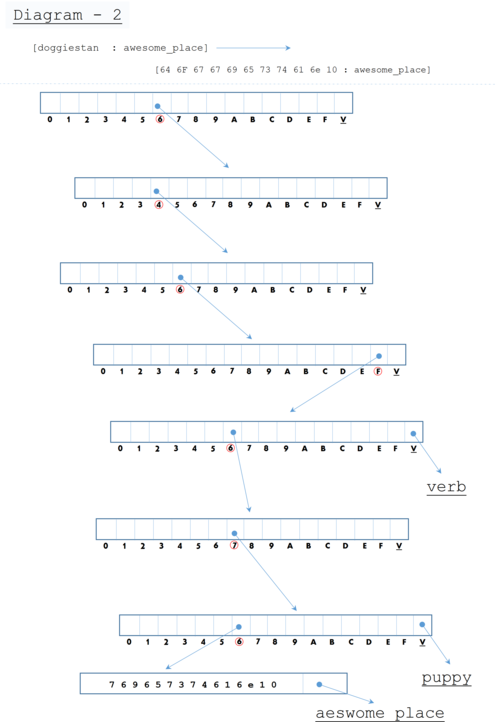 Diagram - 2
[doggiestan : awesome_place]
[64 6F 67 67 69 65 73 74 61 6e 10 : awesome_place]
0 1 2 3 4 5 6 7 8 9 A B C D E F V
0 1 2 3 4 5 6 7 8 9 A B C D E F V
0 1 2 3 4 5 6 7 8 9 A B C D E F V
0 1 2 3 4 5 6 7 8 9 A B C D E F V
0 1 2 3 4 5 6 7 8 9 A B C D E F V
verb
0 1 2 3 4 5 6 7 8 9 A B C D E F V
0 1 2 3 4 5 6 7 8 9 A B C D E F V
puppy
7 6 9 6 5 7 3 7 4 6 1 6 e 1 0
aeswome place